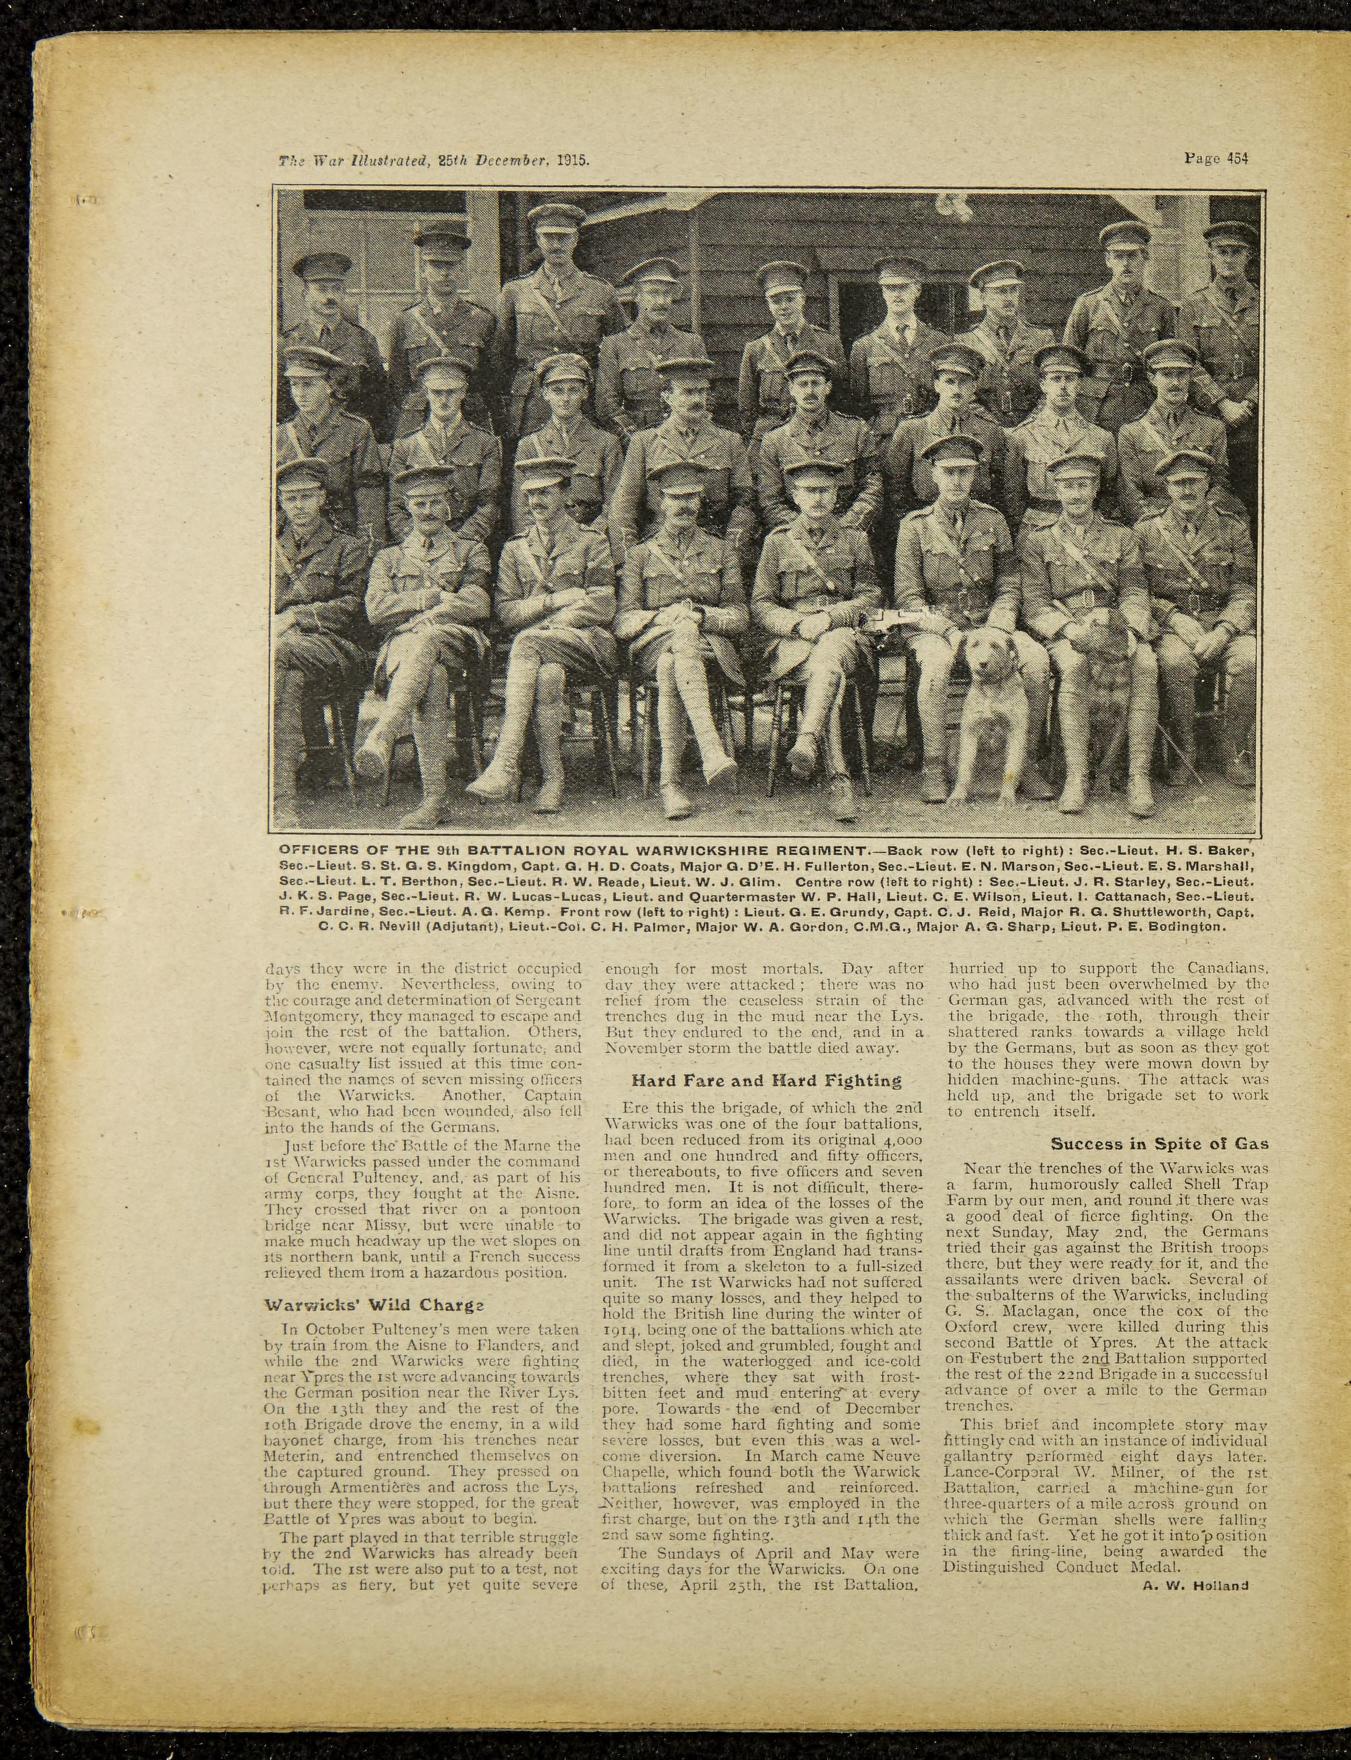 The War Illustrated, 25th December, 1915.
Page 454
OFFICERS OF THE 9th BATTALION ROYAL WARWICKSHIRE REGIMENT.—Back row (left to right) : Sec.-Lieut. H. S. Baker,
Sec.-Lieut. S. St. G. S. Kingdom, Capt. G. H. D. Coats, Major G. D'E. H. Fullerton, Sec.-Lieut. E. N. Marson, Sec.-Lieut. E. S. Marshall,
Sec.-Lieut. L. T. Berthon, Sec.-Lieut. R. W. Reade, Lieut. W. J. Glim. Centre row (left to right) : Sec.-Lieut. J. R. Starley, Sec.-Lieut.
J. K. S. Page, Sec.-Lieut. R. W. Lucas-Lucas, Lieut. and Quartermaster W. P. Hall, Lieut. C. E. Wilson, Lieut. I. Cattanach, Sec.-Lieut.
R. F. Jardine, Sec.-Lieut. A. G. Kemp. Front row (left to right) : Lieut. G. E. Grundy, Capt. C. J. Reid, Major R. G. Shuttleworth, Capt.
C. C. R. Nevill (Adjutant), Lieut.-Col. C. H. Palmer, Major W. A. Gordon, C.M.G., Major A. G. Sharp, Lieut. P. E. Bodington.
days they were in the district occupied
by the enemy. Nevertheless, owing to
the courage and determination of Sergeant
Montgomery, they managed to escape and
join the rest of the battalion. Others,
however, were not equally fortunate, and
one casualty list issued at this time con-
tained the names of seven missing officers
of the Warwicks. Another, Captain
Besant, who had been wounded, also fell
into the hands of the Germans.
Just before the Battle of the Marne the
1st Warwicks passed under the command
of General Pulteney, and, as part of his
army corps, they fought at the Aisne.
They crossed that river on a pontoon
bridge near Missy, but were unable to
make much headway up the wet slopes on
its northern bank, until a French success
relieved them from a hazardous position.
Warwicks' Wild Charge
In October Pulteney's men were taken
by train from the Aisne to Flanders, and
while the 2nd Warwicks were fighting
near Ypres the 1st were advancing towards
the German position near the River Lys.
On the 13th they and the rest of the
10th Brigade drove the enemy, in a wild
bayonet charge, from his trenches near
Meterin, and entrenched themselves on
the captured ground. They pressed on
through Armentières and across the Lys,
but there they were stopped, for the great
Battle of Ypres was about to begin.
The part played in that terrible struggle
by the 2nd Warwicks has already been
told. The 1st were also put to a test, not
perhaps as fiery, but yet quite severe
enough for most mortals. Day after
day they were attacked ; there was no
relief from the ceaseless strain of the
trenches dug in the mud near the Lys.
But they endured to the end, and in a
November storm the battle died away.
Hard Fare and Hard Fighting
Ere this the brigade, of which the 2nd
Warwicks was one of the four battalions,
had been reduced from its original 4,000
men and one hundred and fifty officers,
or thereabouts, to five officers and seven
hundred men. It is not difficult, there-
fore, to form an idea of the losses of the
Warwicks. The brigade was given a rest,
and did not appear again in the fighting
line until drafts from England had trans-
formed it from a skeleton to a full-sized
unit. The 1st Warwicks had not suffered
quite so many losses, and they helped to
hold the British line during the winter of
1914, being one of the battalions which ate
and slept, joked and grumbled, fought and
died, in the waterlogged and ice-cold
trenches, where they sat with frost-
bitten feet and mud entering at every
pore. Towards the end of December
they had some hard fighting and some
severe losses, but even this was a wel-
come diversion. In March came Neuve
Chapelle, which found both the Warwick
battalions refreshed and reinforced.
Neither, however, was employed in the
first charge, but on the 13th and 14th the
2nd saw some fighting.
The Sundays of April and May were
exciting days for the Warwicks. On one
of these, April 25th, the 1st Battalion,
hurried up to support the Canadians,
who had just been overwhelmed by the
German gas, advanced with the rest of
the brigade, the 10th, through their
shattered ranks towards a village held
by the Germans, but as soon as they got
to the houses they were mown down by
hidden machine-guns. The attack was
held up, and the brigade set to work
to entrench itself.
Success in Spite of Gas
Near the trenches of the Warwicks was
a farm, humorously called Shell Trap
Farm by our men, and round it there was
a good deal of fierce fighting. On the
next Sunday, May 2nd, the Germans
tried their gas against the British troops
there, but they were ready for it, and the
assailants were driven back. Several of
the subalterns of the Warwicks, including
G. S. Maclagan, once the cox of the
Oxford crew, were killed during this
second Battle of Ypres. At the attack
on Festubert the 2nd Battalion supported
the rest of the 22nd Brigade in a successful
advance of over a mile to the German
trenches.
This brief and incomplete story may
fittingly end with an instance of individual
gallantry performed eight days later.
Lance-Corporal W. Milner, of the 1st
Battalion, carried a machine-gun for
three-quarters of a mile across ground on
which the German shells were falling
thick and fast. Yet he got it into position
in the firing-line, being awarded the
Distinguished Conduct Medal.
A. W. Holland